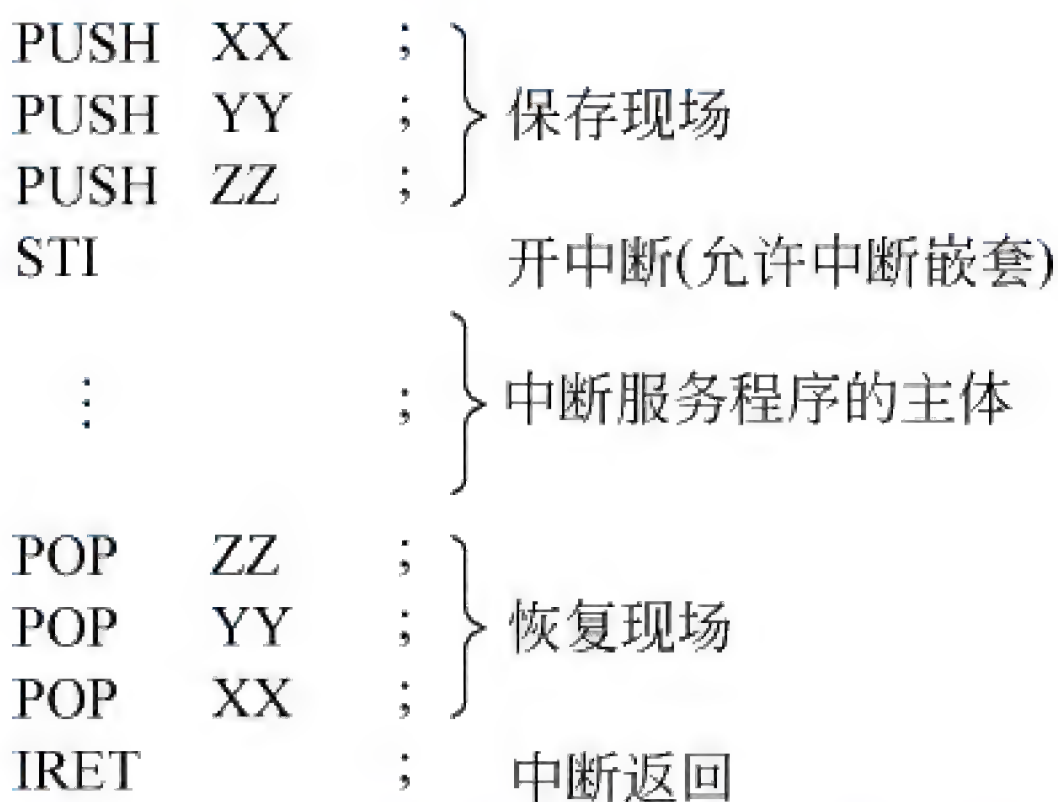 PUSH XX ;
PUSH YY ; 保存现场
PUSH ZZ ;
STI 开中断(允许中断嵌套)
⋮ ; 中断服务程序的主体
POP ZZ ;
POP YY ; 恢复现场
POP XX ;
IRET ; 中断返回